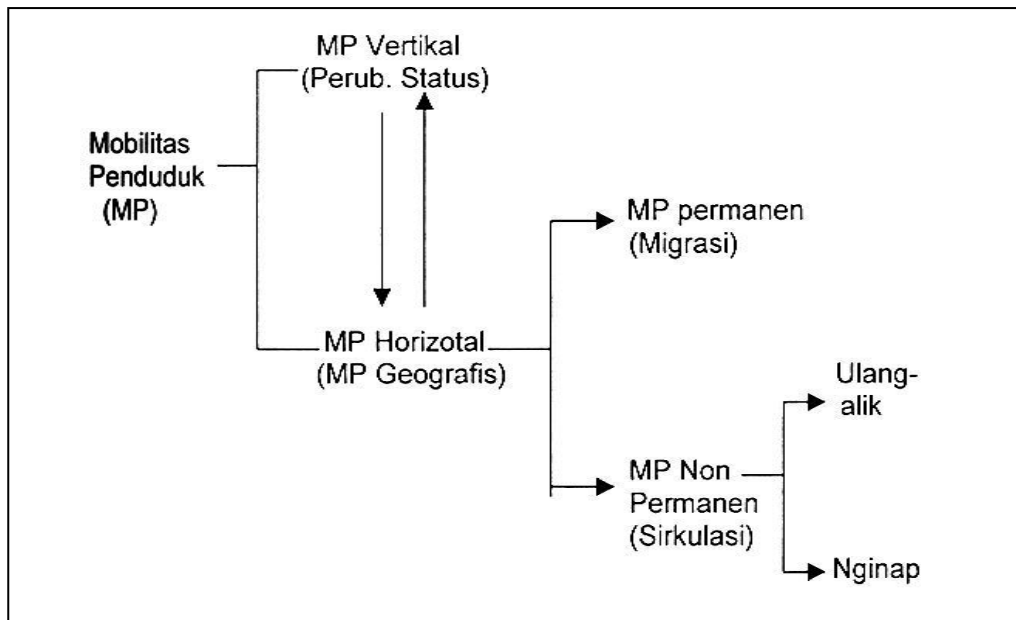 MP Vertikal
(Perub. Status)
Mobilitas
Penduduk
(MP)
MP permanen
(Migrasi)
MP Horizotal
(MP Geografis)
Ulang-
alik
MP Non
Permanen
(Sirkulasi)
Nginap